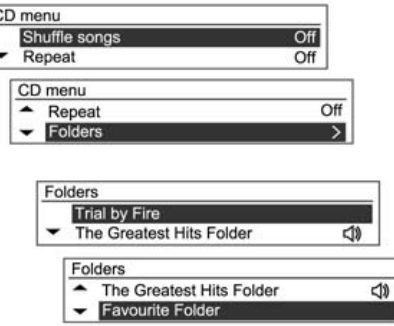 CD menu
Shuffle songs Off
Repeat Off
CD menu
Repeat Off
Folders >
Folders
Trial by Fire
The Greatest Hits Folder
Folders
The Greatest Hits Folder
Favourite Folder